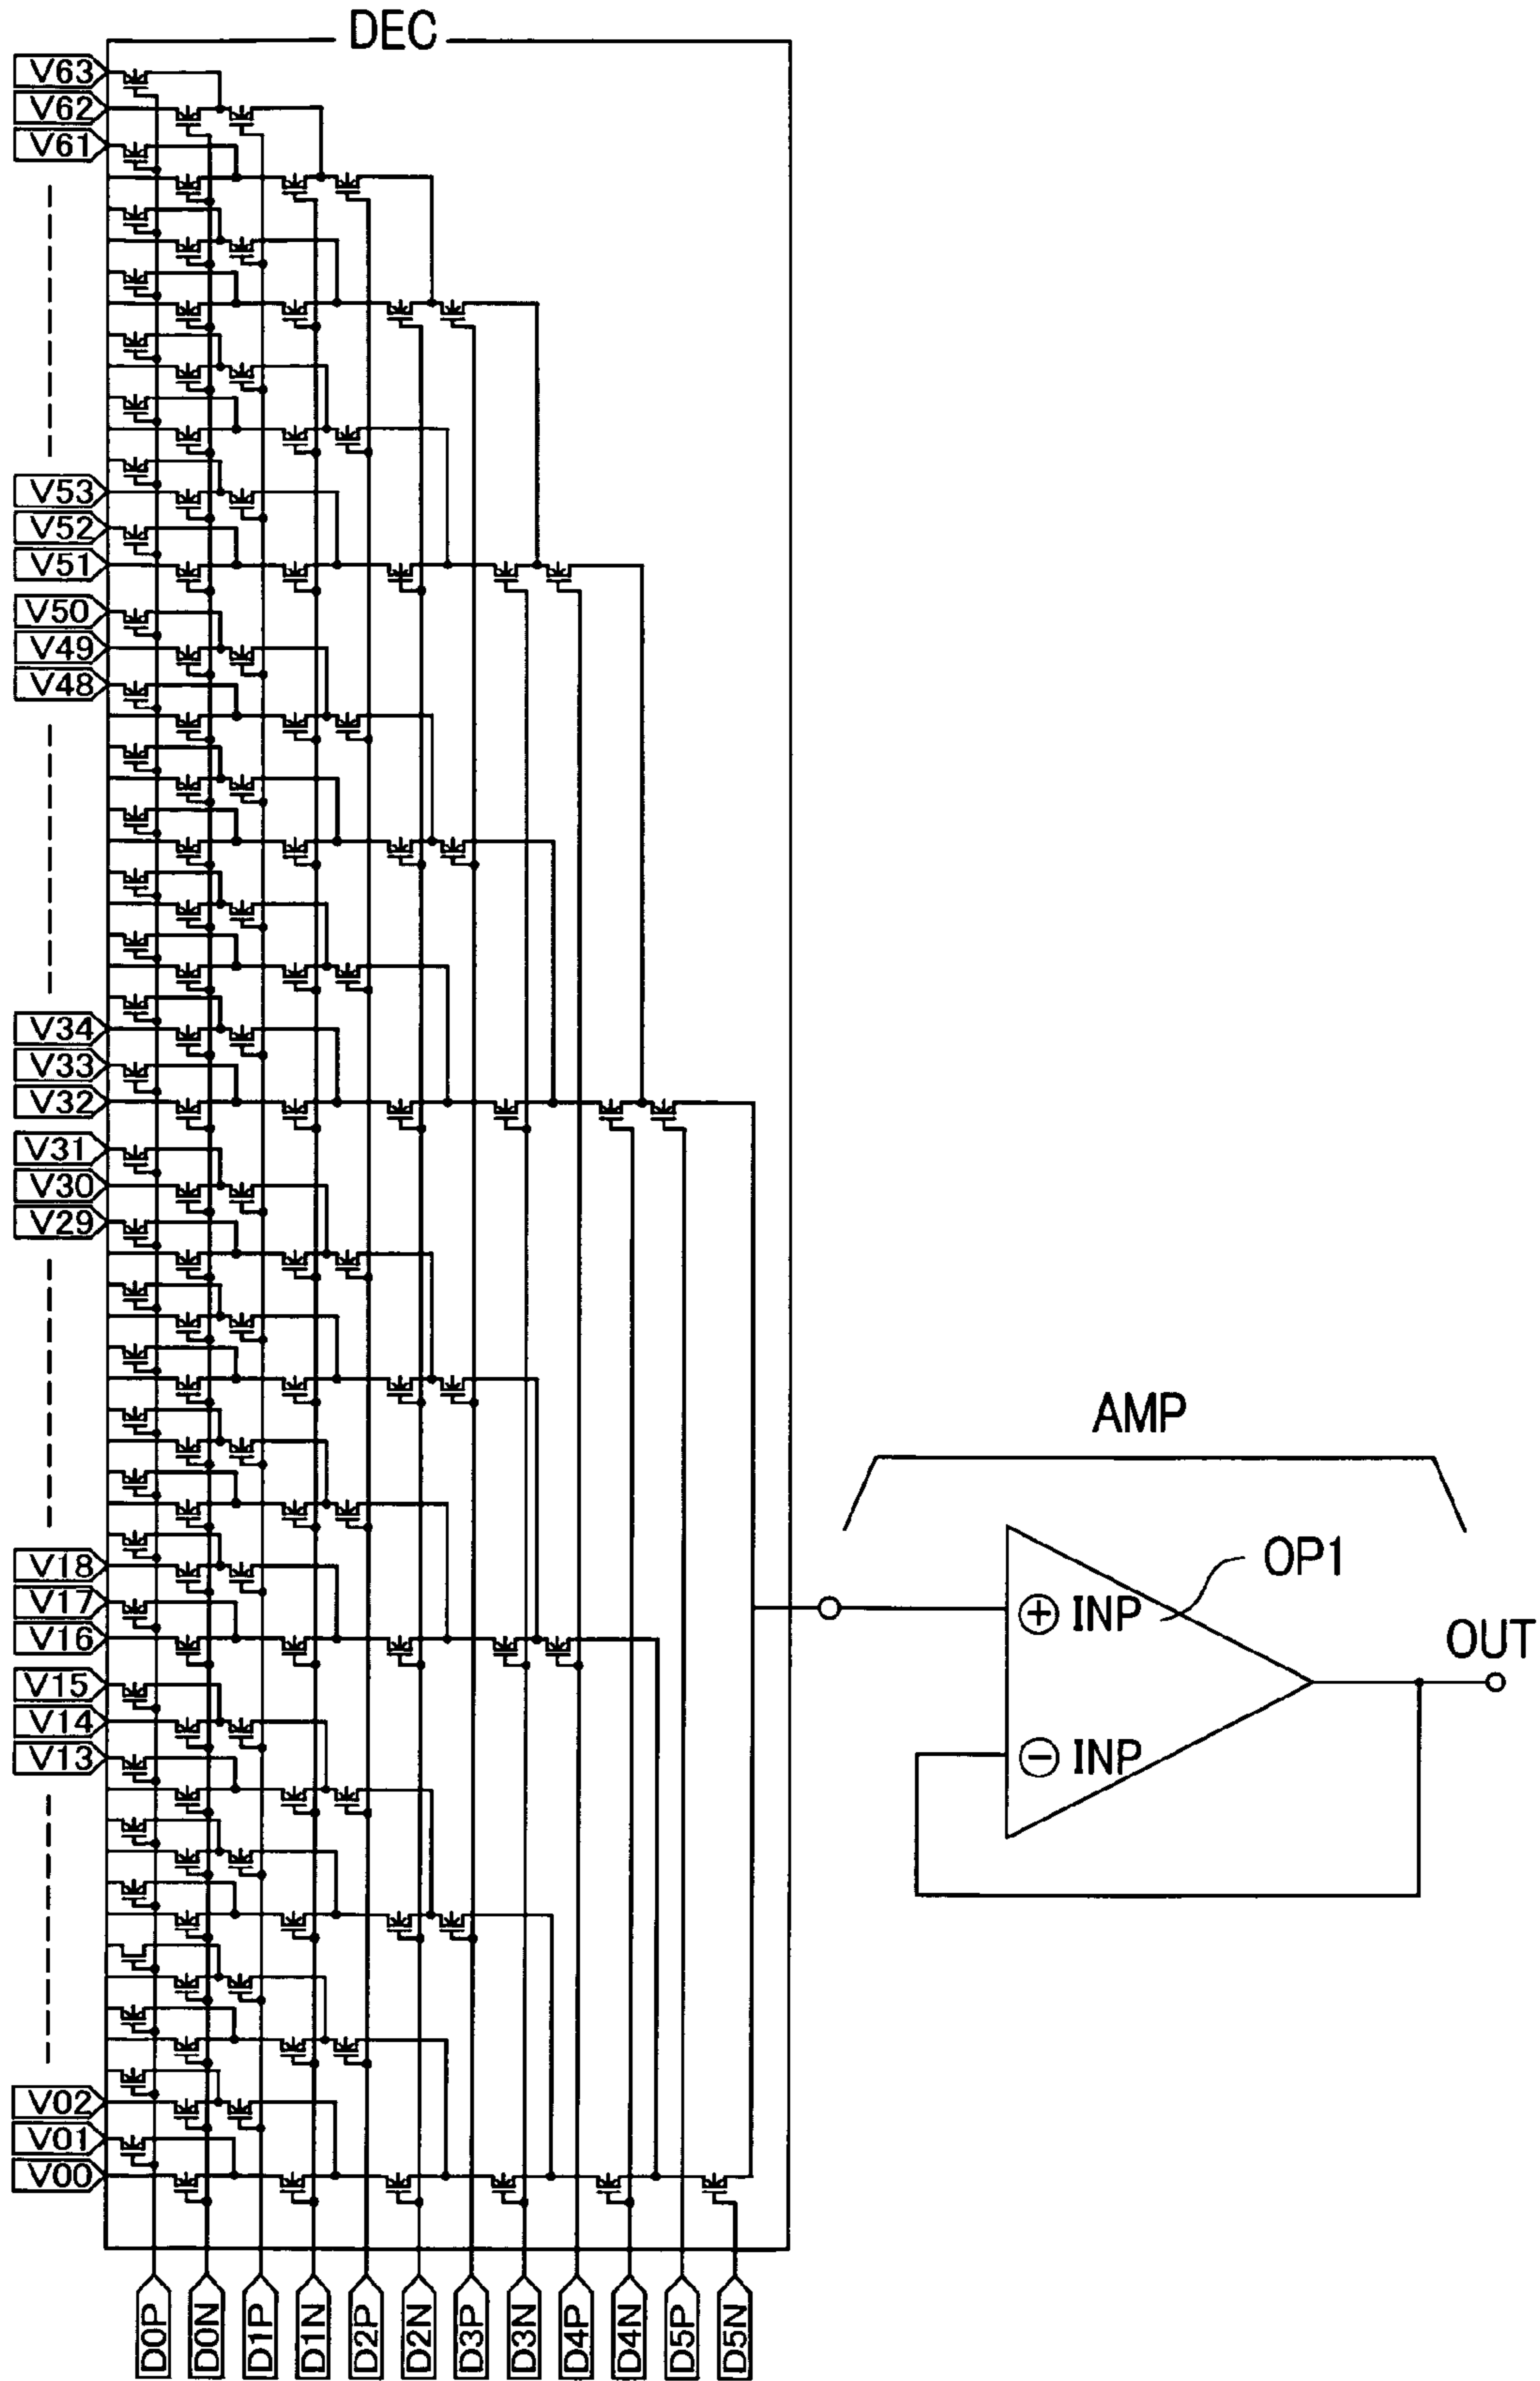 DEC
V63
V62
V61
V53
V52
V51
V50
V49
V48
V34
V33
V32
V31
V30
V29
V18
V17
V16
V15
V14
V13
V02
V01
V00
D0P
D0N
D1P
D1N
D2P
D2N
D3P
D3N
D4P
D4N
D5P
D5N
AMP
OP1
+ INP
- INP
OUT